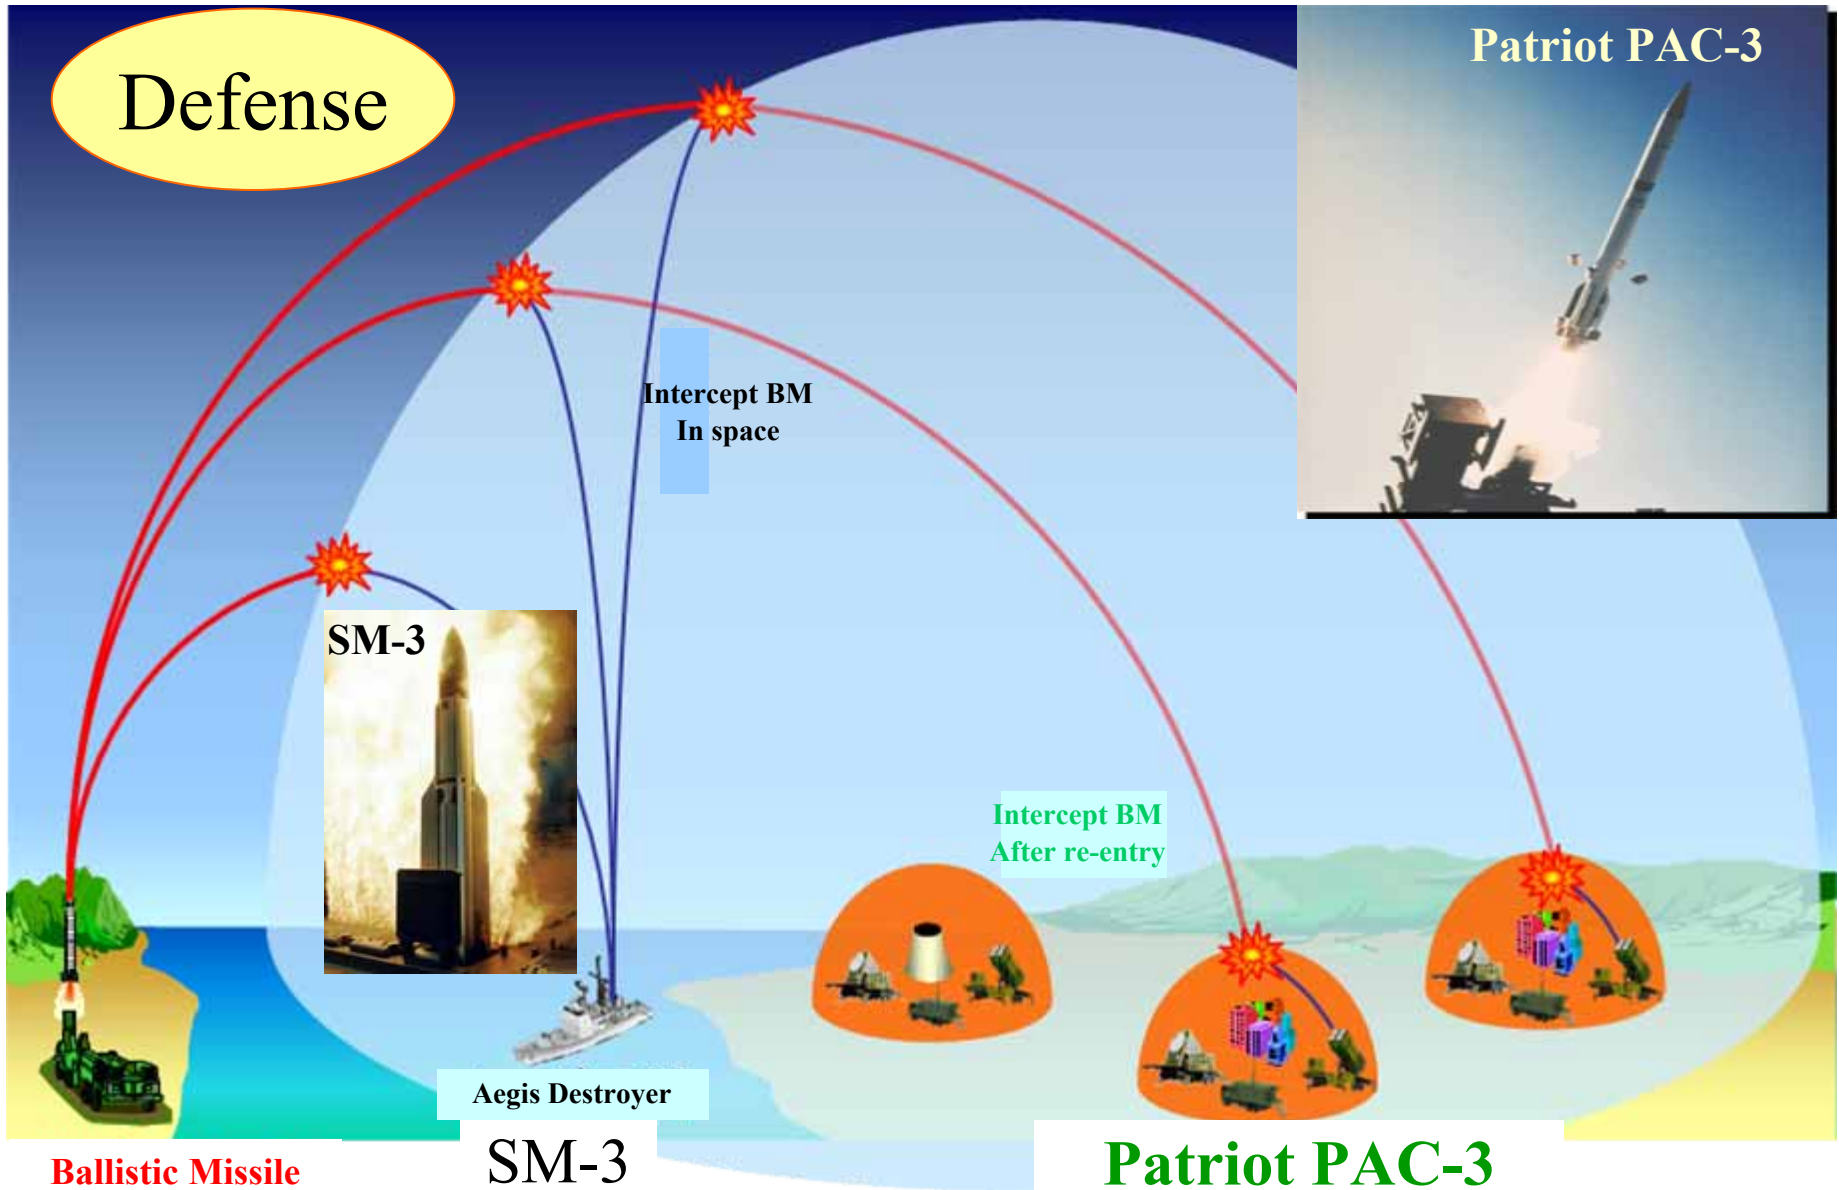 Defense
Patriot PAC-3
Intercept BM
In space
SM-3
Intercept BM
After re-entry
Aegis Destroyer
Ballistic Missile
SM-3
Patriot PAC-3